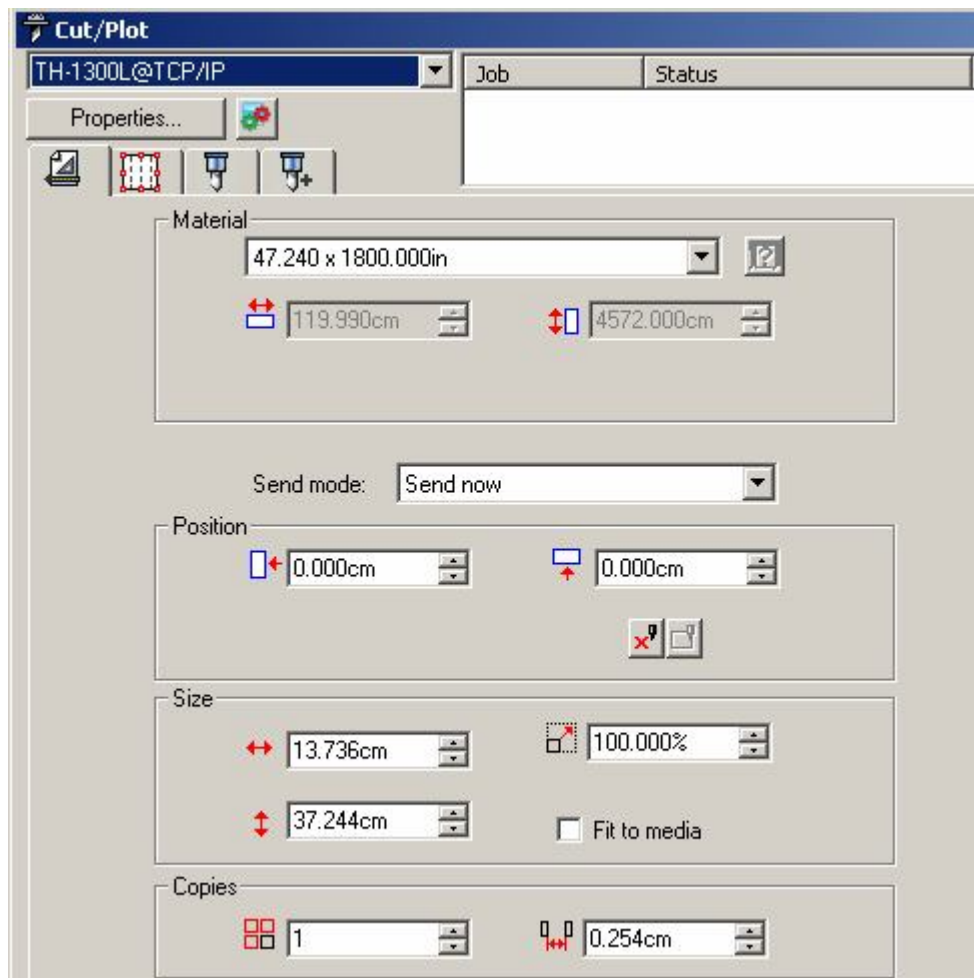 Cut/Plot
TH-1300L@TCP/IP
Job Status
Properties...
Material
47.240 x 1800.000in
119.990cm 4572.000cm
Send mode: Send now
Position
0.000cm 0.000cm
Size
13.736cm 100.000%
37.244cm Fit to media
Copies
1 0.254cm